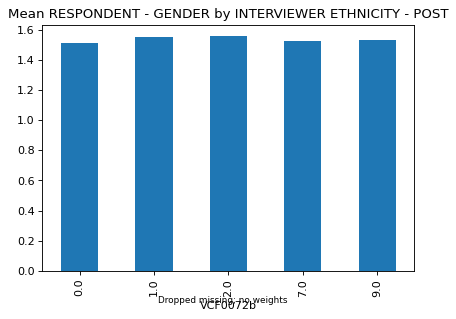 Mean RESPONDENT - GENDER by INTERVIEWER ETHNICITY - POST
1.6
1.4
1.2
1.0
0.8
0.6
0.4
0.2
0.0
0.0 1.0 2.0 7.0 9.0
Dropped missing; no weights
VCF0072b